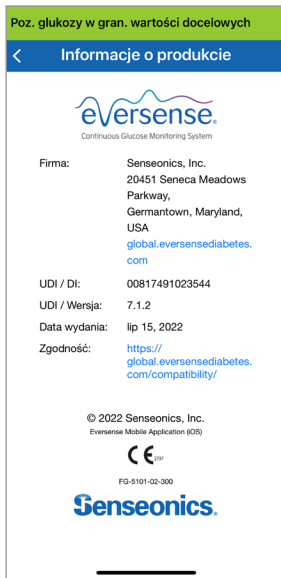 Poz. glukozy w gran. wartości docelowych
Informacje o produkcie
eversense.
Continuous Glucose Monitoring System
Firma: Senseonics, Inc.
20451 Seneca Meadows
Parkway,
Germantown, Maryland,
USA
global.eversensediabetes.
com
UDI / DI: 00817491023544
UDI / Wersja: 7.1.2
Data wydania: lip 15, 2022
Zgodność: https://
global.eversensediabetes.
com/compatibility/
© 2022 Senseonics, Inc.
Eversense Mobile Application (iOS)
CE 2797
FG-5101-02-300
Senseonics.